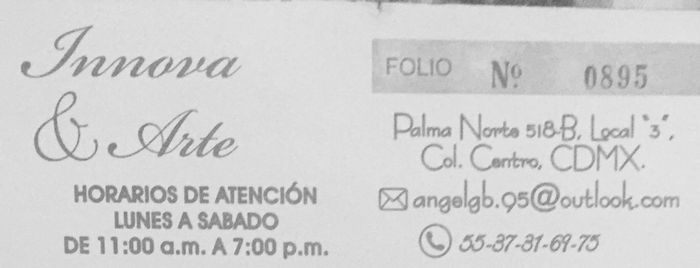 Innova
& Arte
HORARIOS DE ATENCIÓN
LUNES A SABADO
DE 11:00 a.m. A 7:00 p.m.
FOLIO Nº 0895
Palma Norte 518-B, Local "3",
Col. Centro, CDMX.
angelgb.95@outlook.com
55-37-31-69-75